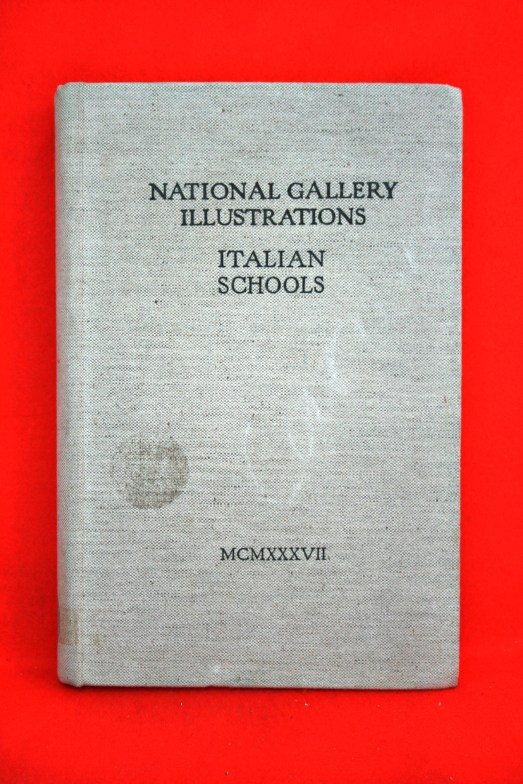 NATIONAL GALLERY
ILLUSTRATIONS
ITALIAN
SCHOOLS
MCMXXXVII